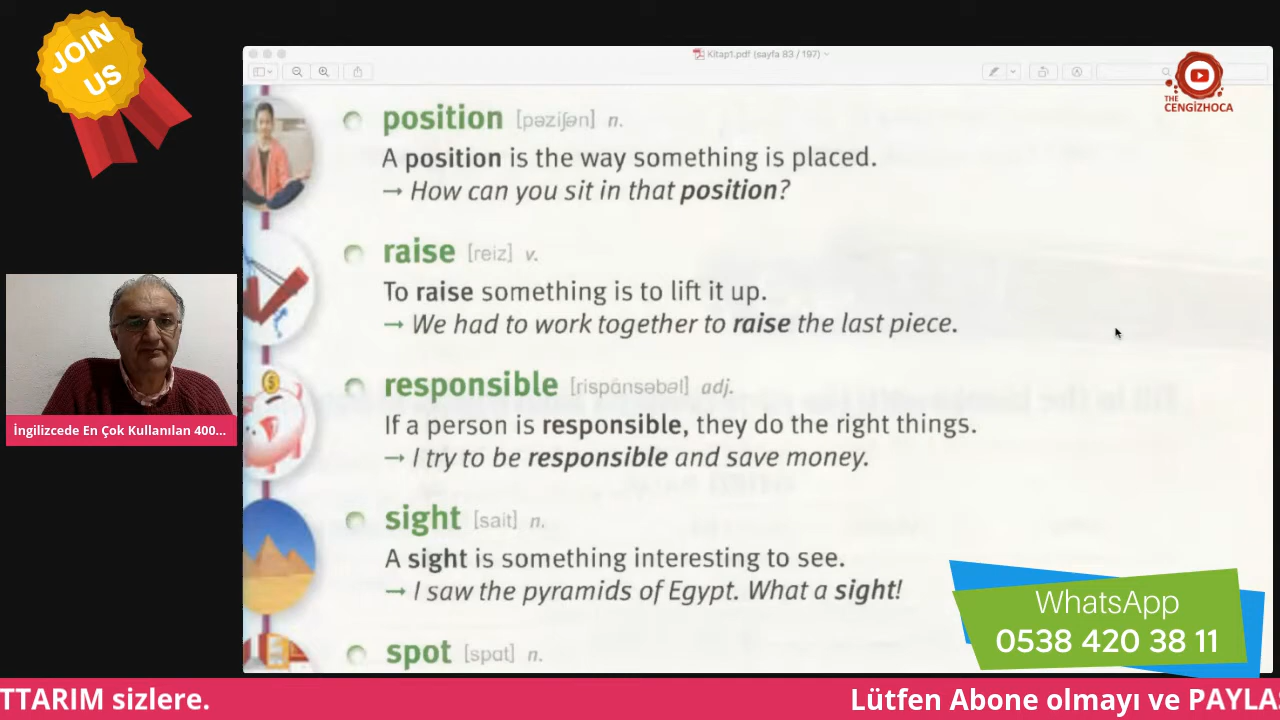 JOIN
US
Kitap1.pdf (sayfa 83 / 197)
THE
CENGİZHOCA
position [pəziʃən] n.
A position is the way something is placed.
→ How can you sit in that position?
raise [reiz] v.
To raise something is to lift it up.
→ We had to work together to raise the last piece.
responsible [rispɑ́nsəbəl] adj.
If a person is responsible, they do the right things.
→ I try to be responsible and save money.
sight [sait] n.
A sight is something interesting to see.
→ I saw the pyramids of Egypt. What a sight!
spot [spɑt] n.
İngilizcede En Çok Kullanılan 400...
WhatsApp
0538 420 38 11
TTARIM sizlere. Lütfen Abone olmayı ve PAYLAŞ